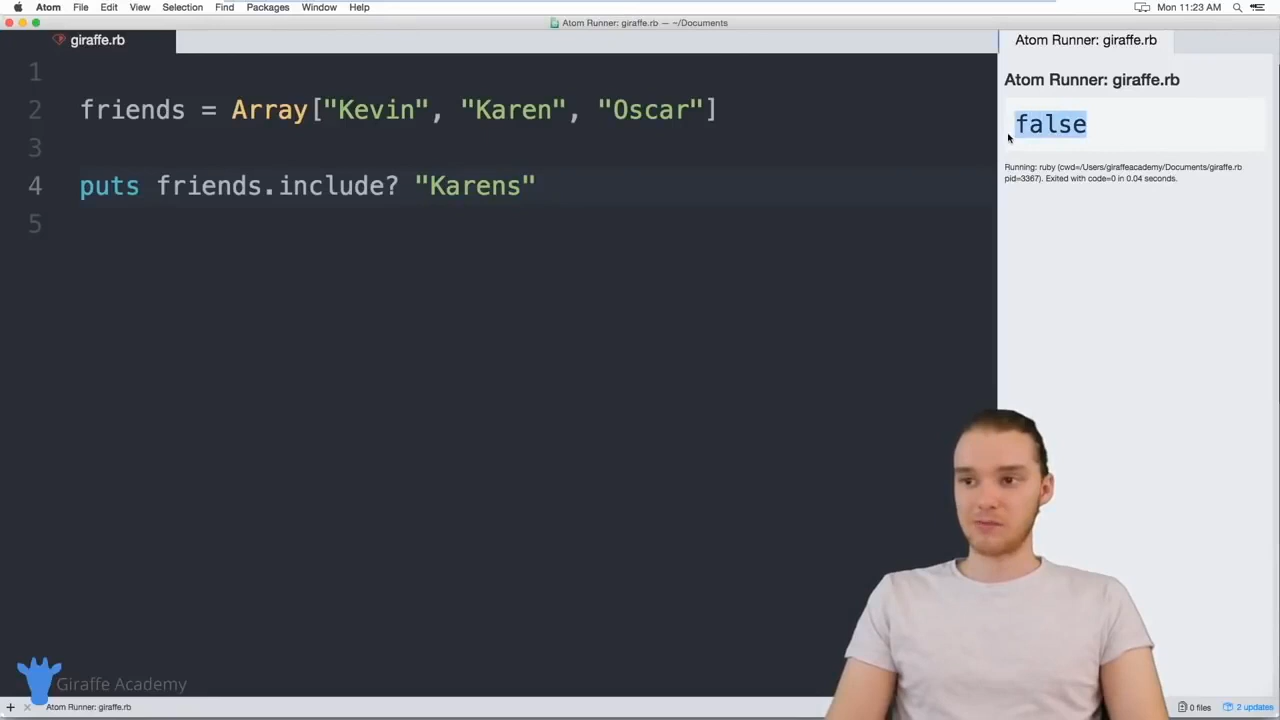 Atom File Edit View Selection Find Packages Window Help Mon 11:23 AM
Atom Runner: giraffe.rb — ~/Documents
giraffe.rb
Atom Runner: giraffe.rb
1
2 friends = Array["Kevin", "Karen", "Oscar"]
3
4 puts friends.include? "Karens"
5
Atom Runner: giraffe.rb
false
Running: ruby (cwd=/Users/giraffeacademy/Documents/giraffe.rb
pid=3367). Exited with code=0 in 0.04 seconds.
Giraffe Academy
Atom Runner: giraffe.rb
0 files 2 updates